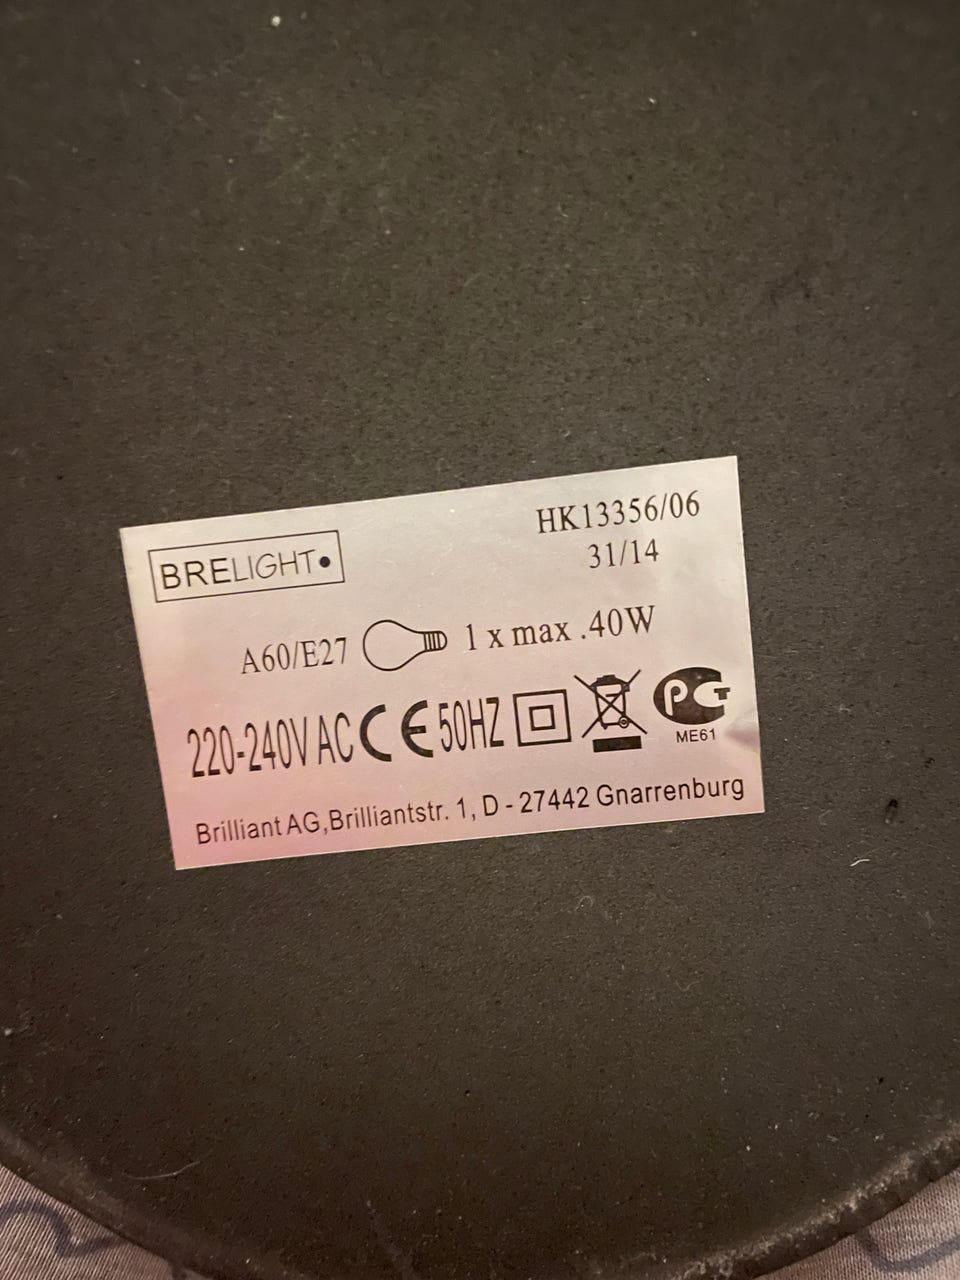 BRELIGHT•
HK13356/06
31/14
A60/E27 1 x max .40W
220-240V AC CE 50HZ PCT
ME61
Brilliant AG,Brilliantstr. 1, D - 27442 Gnarrenburg